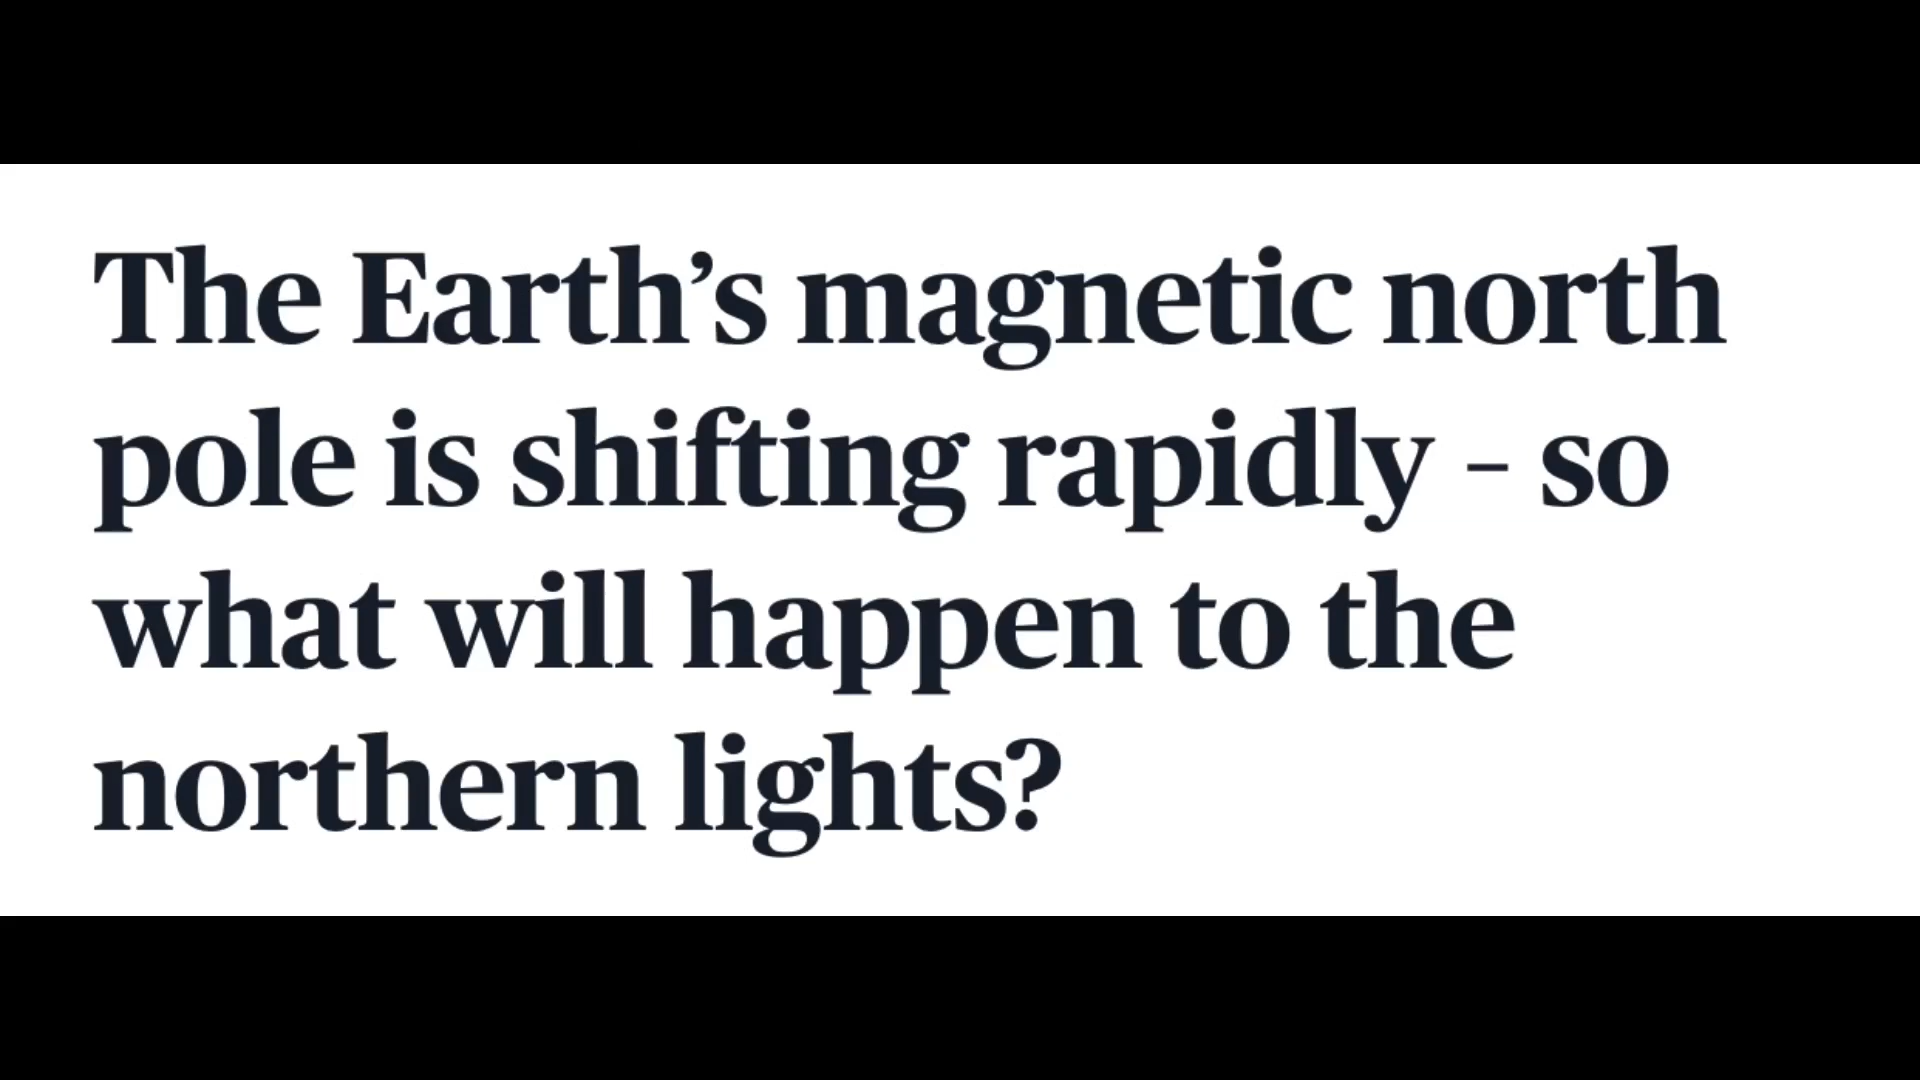 The Earth’s magnetic north
pole is shifting rapidly – so
what will happen to the
northern lights?